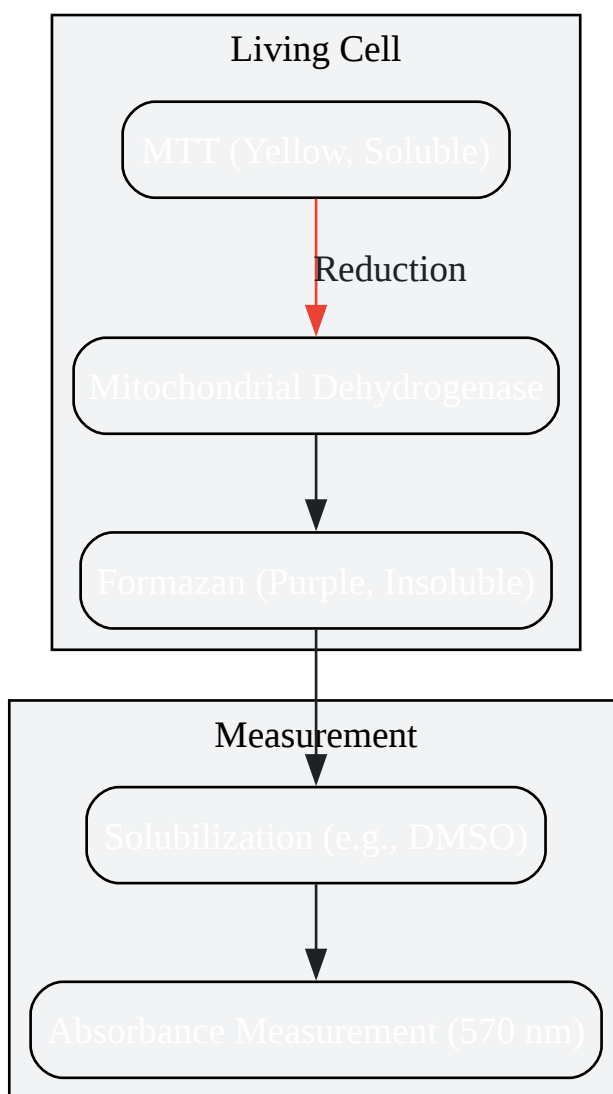 Living Cell
MTT (Yellow, Soluble)
Reduction
Mitochondrial Dehydrogenase
Formazan (Purple, Insoluble)
Measurement
Solubilization (e.g., DMSO)
Absorbance Measurement (570 nm)